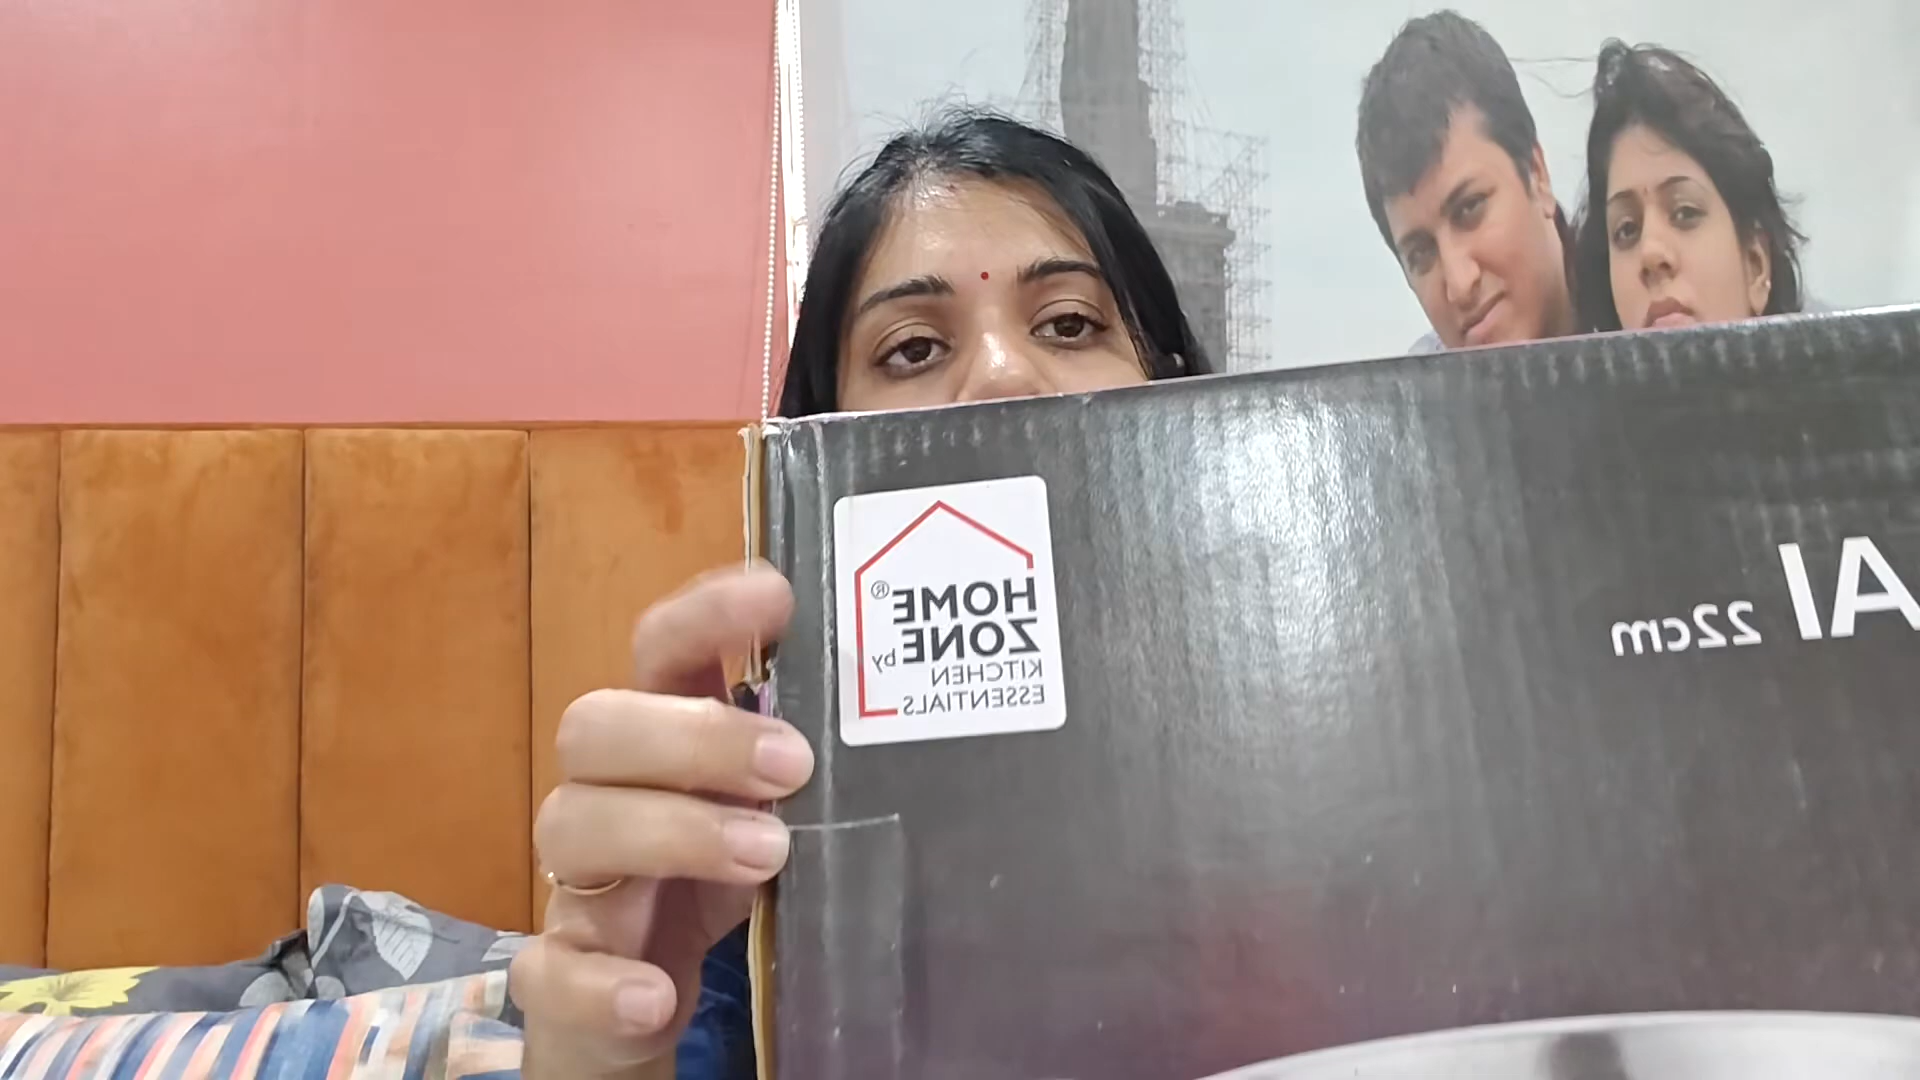 HOME®
ZONE by
KITCHEN
ESSENTIALS
AI 22cm